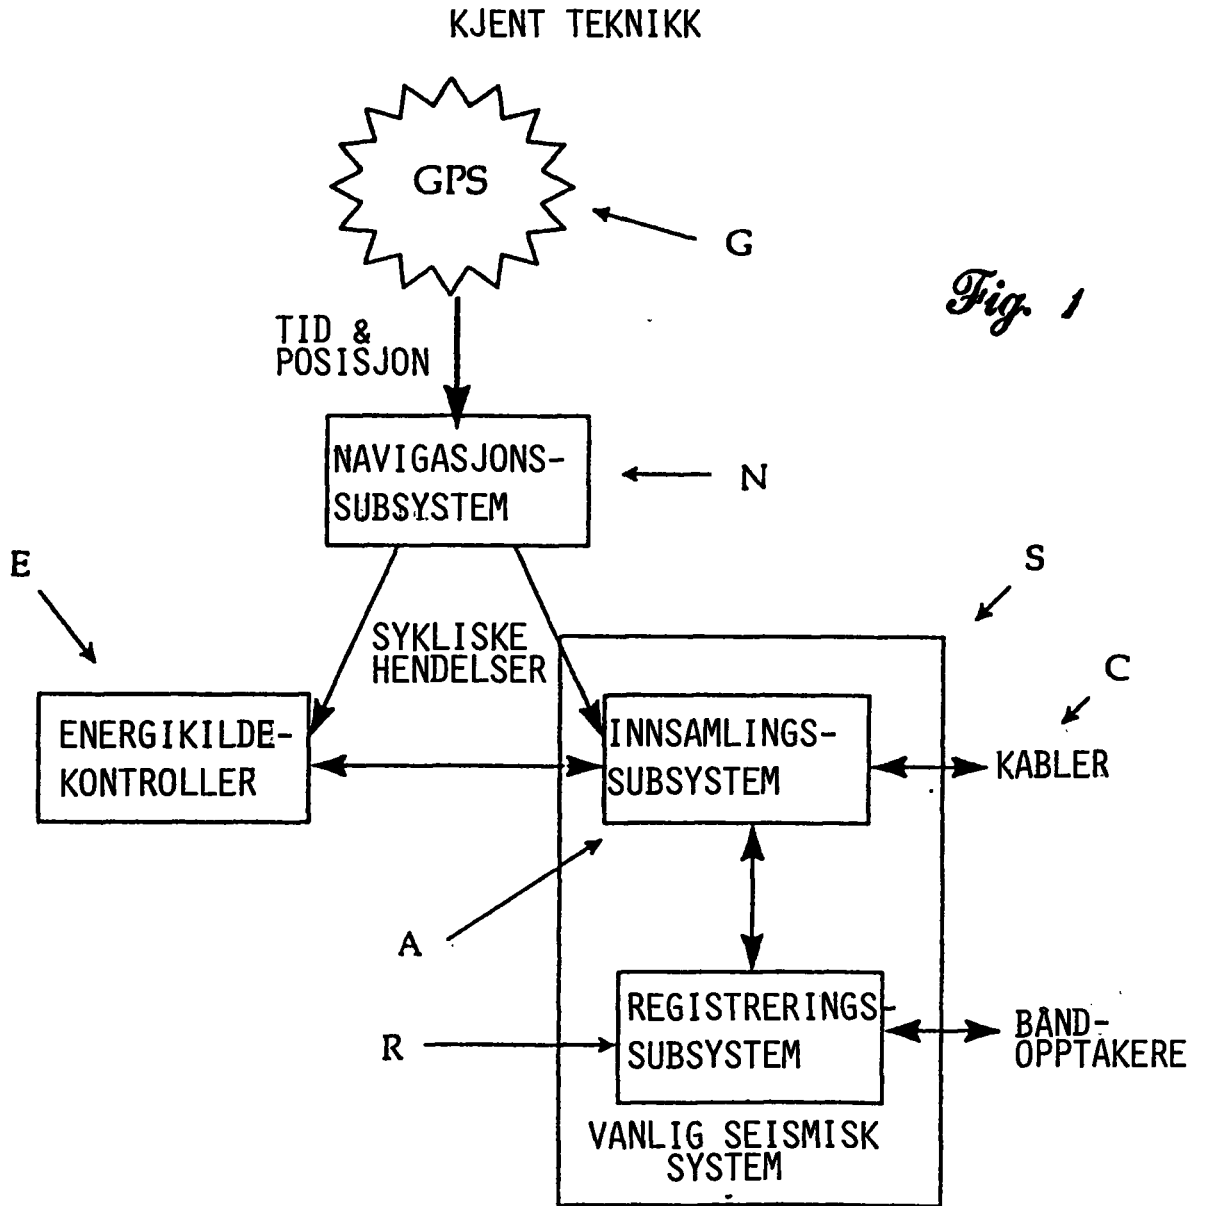 KJENT TEKNIKK
GPS
G
Fig. 1
TID &
POSISJON
NAVIGASJONS-
SUBSYSTEM
N
E
S
SYKLISKE
HENDELSER
C
ENERGIKILDE-
KONTROLLER
INNSAMLINGS-
SUBSYSTEM
KABLER
A
REGISTRERINGS-
SUBSYSTEM
R
BÅND-
OPPTAKERE
VANLIG SEISMISK
SYSTEM